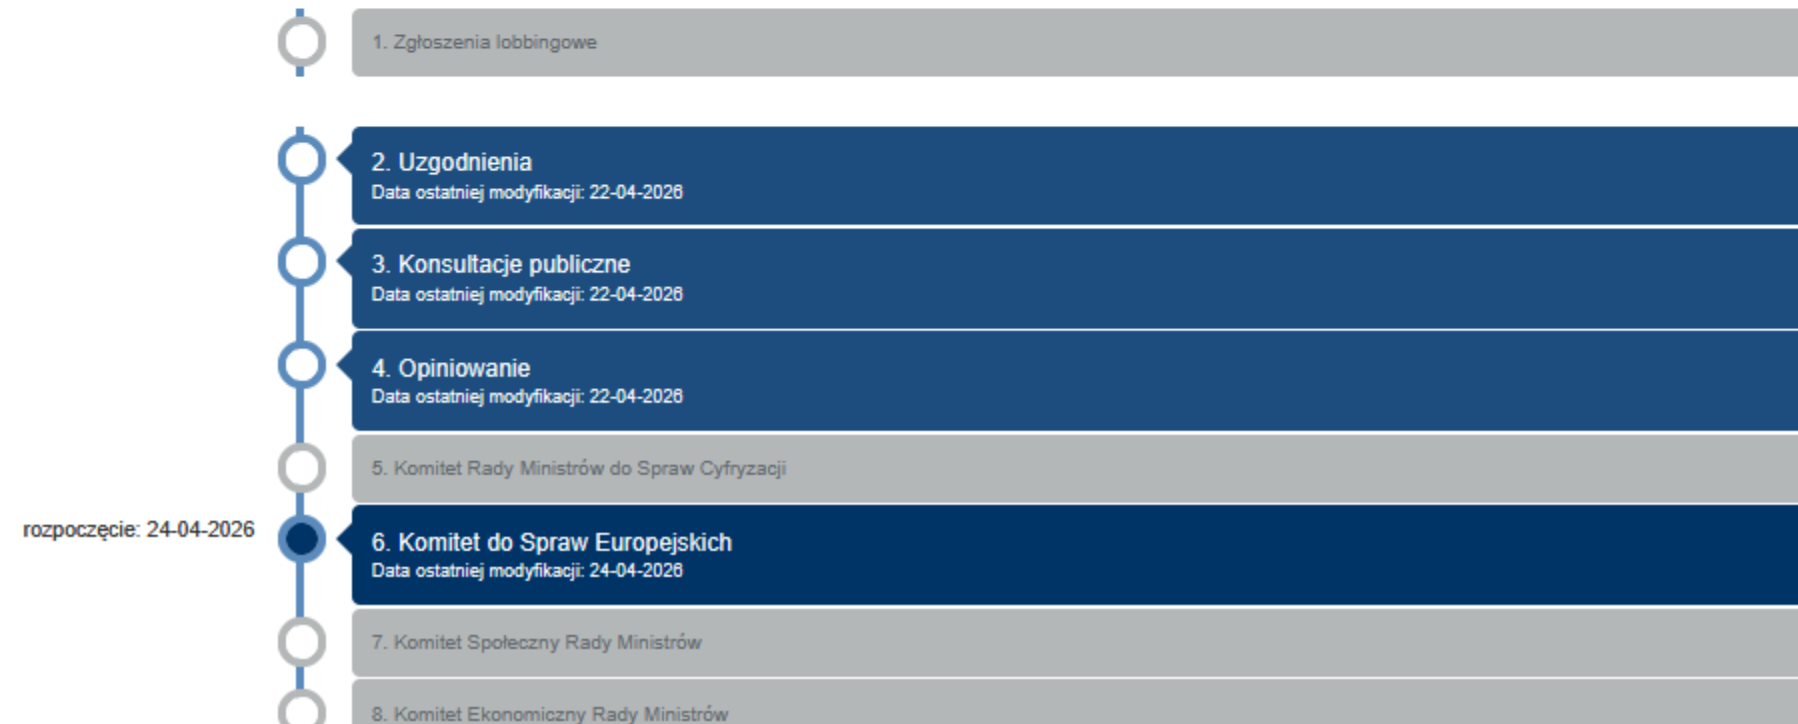 1. Zgłoszenia lobbingowe
2. Uzgodnienia
Data ostatniej modyfikacji: 22-04-2026
3. Konsultacje publiczne
Data ostatniej modyfikacji: 22-04-2026
4. Opiniowanie
Data ostatniej modyfikacji: 22-04-2026
5. Komitet Rady Ministrów do Spraw Cyfryzacji
rozpoczęcie: 24-04-2026
6. Komitet do Spraw Europejskich
Data ostatniej modyfikacji: 24-04-2026
7. Komitet Społeczny Rady Ministrów
8. Komitet Ekonomiczny Rady Ministrów